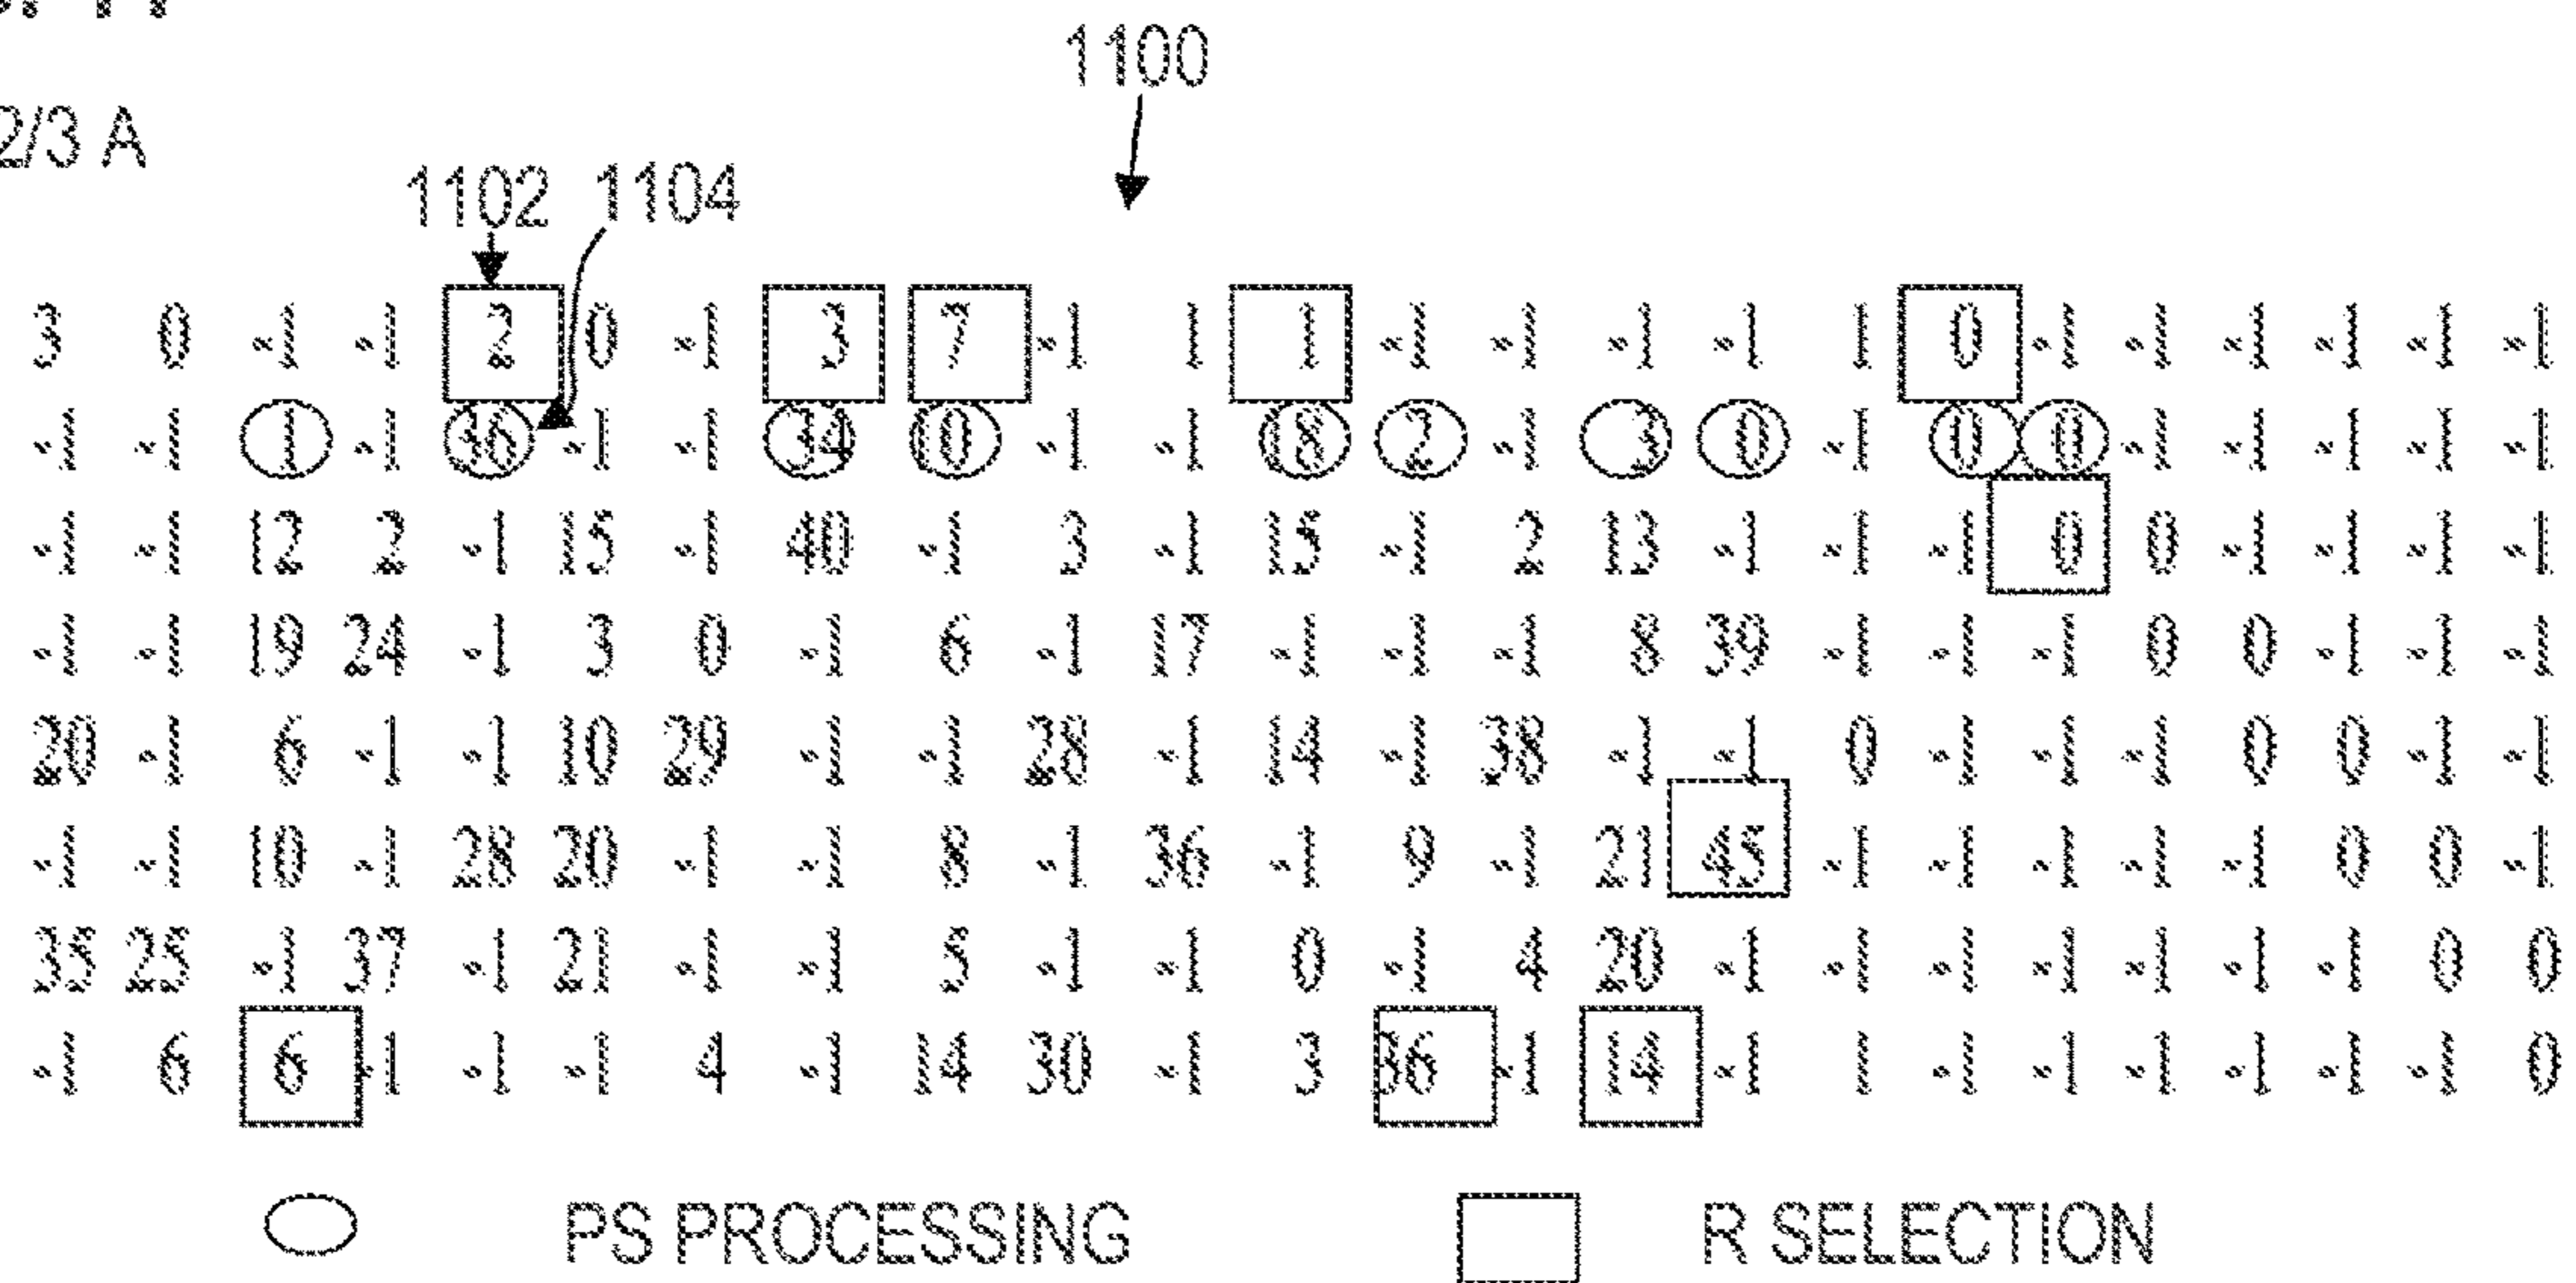 1100
2/3 A
1102 1104
3 0 -1 -1 2 0 -1 3 7 -1 1 1 -1 -1 -1 -1 1 0 -1 -1 -1 -1 -1 -1
-1 -1 1 -1 36 -1 -1 34 10 -1 -1 18 2 -1 3 0 -1 0 0 -1 -1 -1 -1 -1
-1 -1 12 2 -1 15 -1 40 -1 3 -1 15 -1 2 13 -1 -1 -1 0 0 -1 -1 -1 -1
-1 -1 19 24 -1 3 0 -1 6 -1 17 -1 -1 -1 8 39 -1 -1 -1 0 0 -1 -1 -1
20 -1 6 -1 -1 10 29 -1 -1 28 -1 14 -1 38 -1 -1 0 -1 -1 -1 0 0 -1 -1
-1 -1 10 -1 28 20 -1 -1 8 -1 36 -1 9 -1 21 45 -1 -1 -1 -1 -1 0 0 -1
35 25 -1 37 -1 21 -1 -1 5 -1 -1 0 -1 4 20 -1 -1 -1 -1 -1 -1 -1 0 0
-1 6 6 -1 -1 -1 4 -1 14 30 -1 3 36 -1 14 -1 1 -1 -1 -1 -1 -1 -1 0
PS PROCESSING R SELECTION